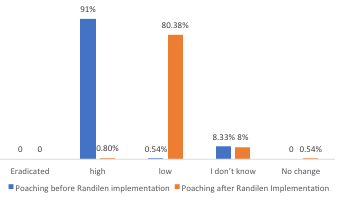 91%
80.38%
0 0 0.80% 0.54% 8.33% 8% 0 0.54%
Eradicated high low I don't know No change
Poaching before Randilen implementation Poaching after Randilen Implementation